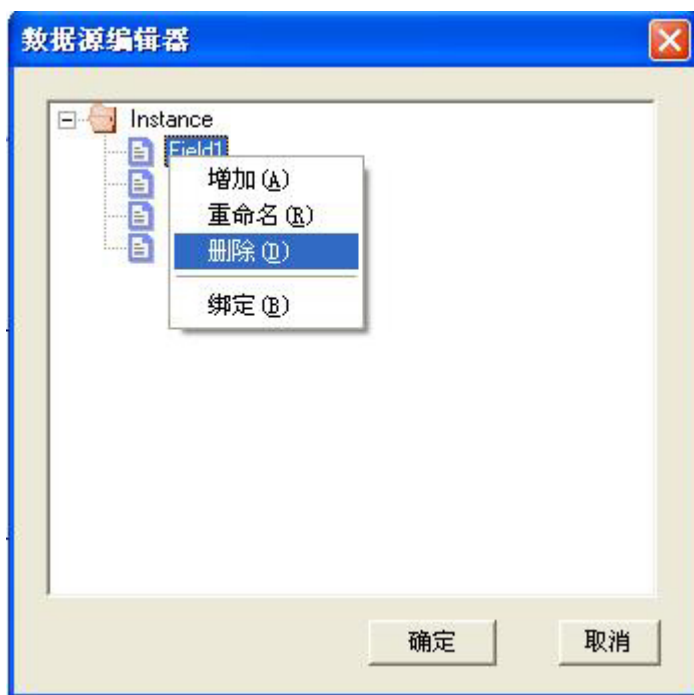 数据源编辑器
Instance
Field1
增加(A)
重命名(R)
删除(D)
绑定(B)
确定
取消